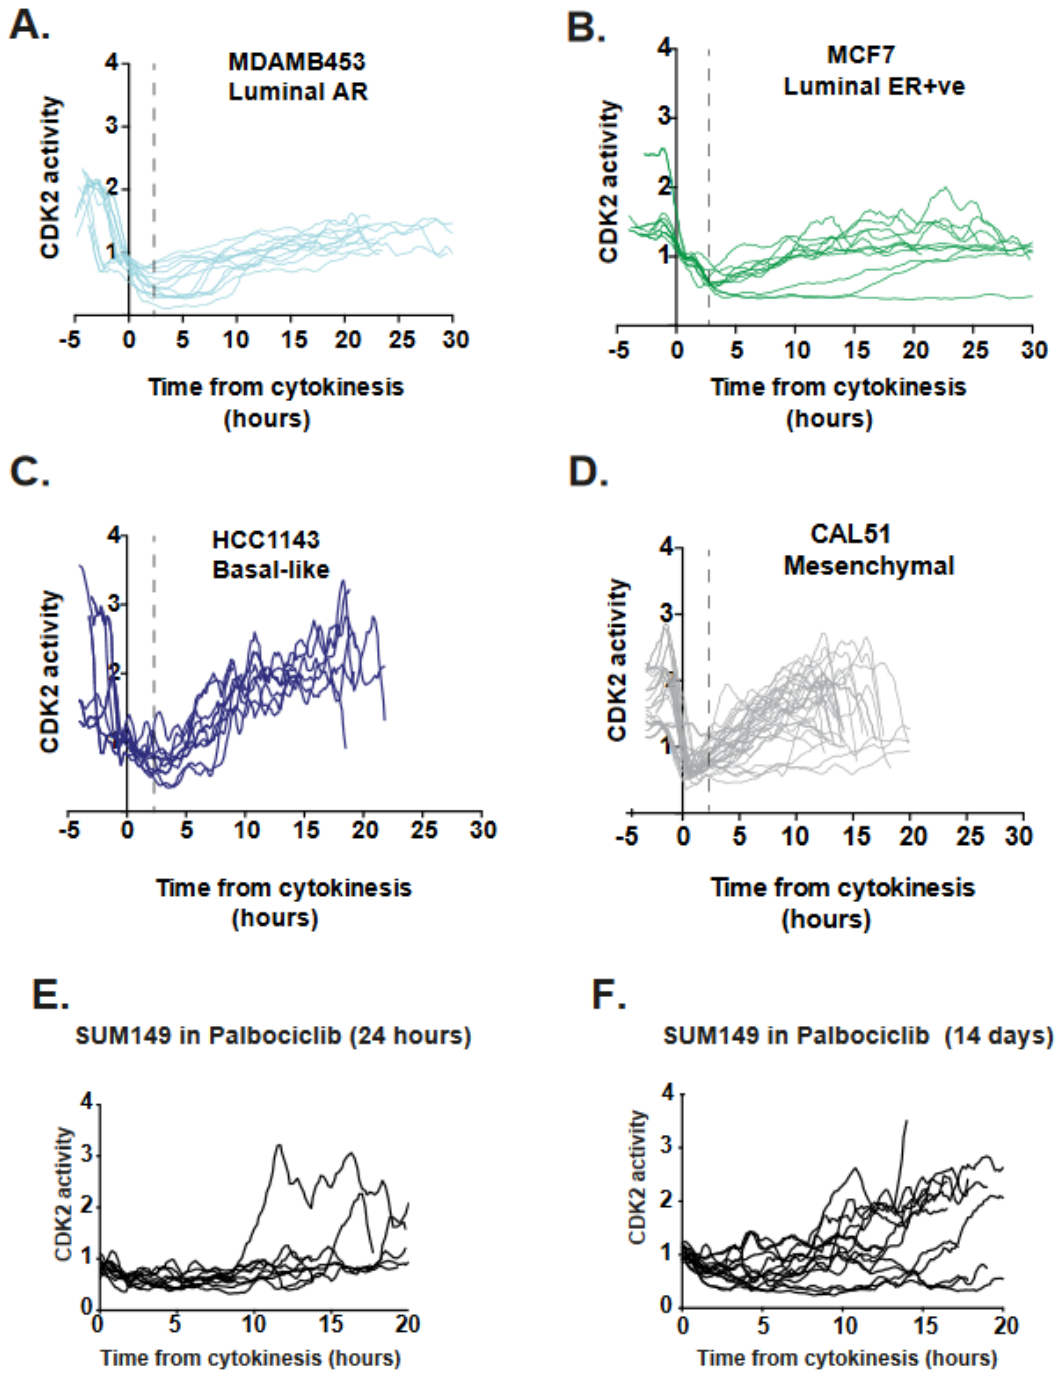 A.
MDAMB453
Luminal AR
CDK2 activity
4
3
2
1
-5 0 5 10 15 20 25 30
Time from cytokinesis
(hours)
B.
MCF7
Luminal ER+ve
CDK2 activity
4
3
2
1
-5 0 5 10 15 20 25 30
Time from cytokinesis
(hours)
C.
HCC1143
Basal-like
CDK2 activity
4
3
2
1
-5 0 5 10 15 20 25 30
Time from cytokinesis
(hours)
D.
CAL51
Mesenchymal
CDK2 activity
4
3
2
1
-5 0 5 10 15 20 25 30
Time from cytokinesis
(hours)
E.
SUM149 in Palbociclib (24 hours)
CDK2 activity
4
3
2
1
0
0 5 10 15 20
Time from cytokinesis (hours)
F.
SUM149 in Palbociclib (14 days)
CDK2 activity
4
3
2
1
0
0 5 10 15 20
Time from cytokinesis (hours)